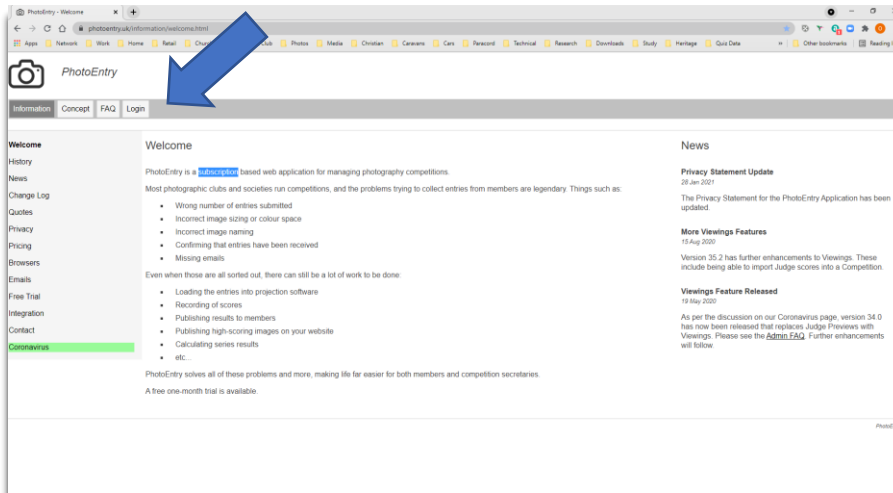 PhotoEntry - Welcome
photoentry.uk/information/welcome.html
Apps Network Work Home Retail Club Photos Media Christian Caravans Cars Paracord Technical Research Downloads Study Heritage Quiz Date » Other bookmarks Reading
PhotoEntry
Information Concept FAQ Login
Welcome
History
News
Change Log
Quotes
Privacy
Pricing
Browsers
Emails
Free Trial
Integration
Contact
Coronavirus
Welcome
PhotoEntry is a subscription based web application for managing photography competitions.
Most photographic clubs and societies run competitions, and the problems trying to collect entries from members are legendary. Things such as:
• Wrong number of entries submitted
• Incorrect image sizing or colour space
• Incorrect image naming
• Confirming that entries have been received
• Missing emails
Even when those are all sorted out, there can still be a lot of work to be done:
• Loading the entries into projection software
• Recording of scores
• Publishing results to members
• Publishing high-scoring images on your website
• Calculating series results
• etc...
PhotoEntry solves all of these problems and more, making life far easier for both members and competition secretaries.
A free one-month trial is available.
News
Privacy Statement Update
28 Jan 2021
The Privacy Statement for the PhotoEntry Application has been
updated.
More Viewings Features
15 Aug 2020
Version 35.2 has further enhancements to Viewings. These
include being able to import Judge scores into a Competition.
Viewings Feature Released
19 May 2020
As per the discussion on our Coronavirus page, version 34.0
has now been released that replaces Judge Previews with
Viewings. Please see the Admin FAQ. Further enhancements
will follow.